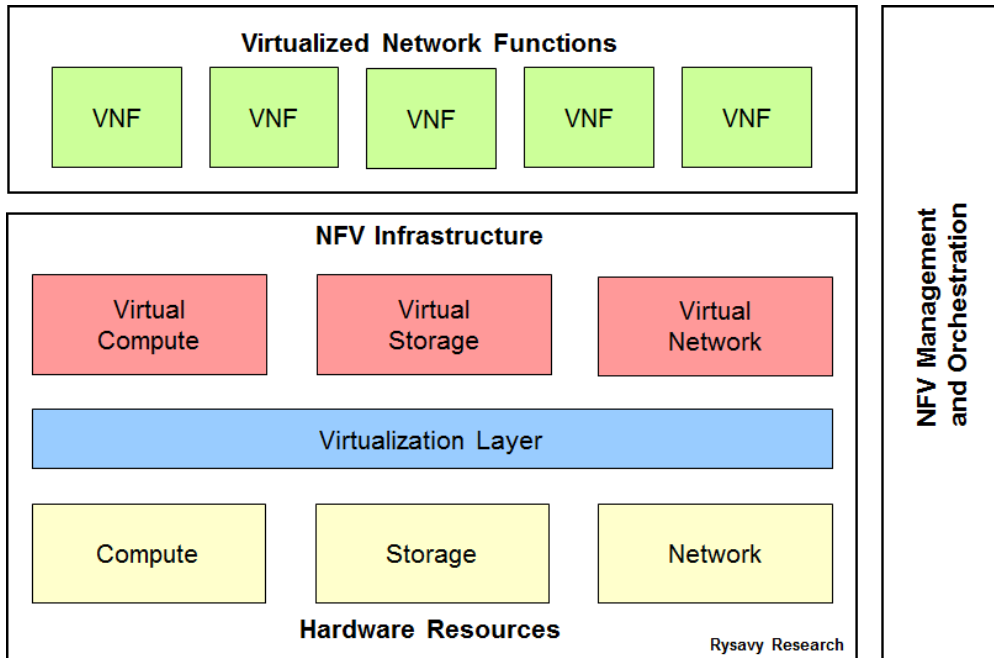 Virtualized Network Functions
VNF
VNF
VNF
VNF
VNF
NFV Infrastructure
Virtual
Compute
Virtual
Storage
Virtual
Network
Virtualization Layer
Compute
Storage
Network
Hardware Resources
Rysavy Research
NFV Management
and Orchestration